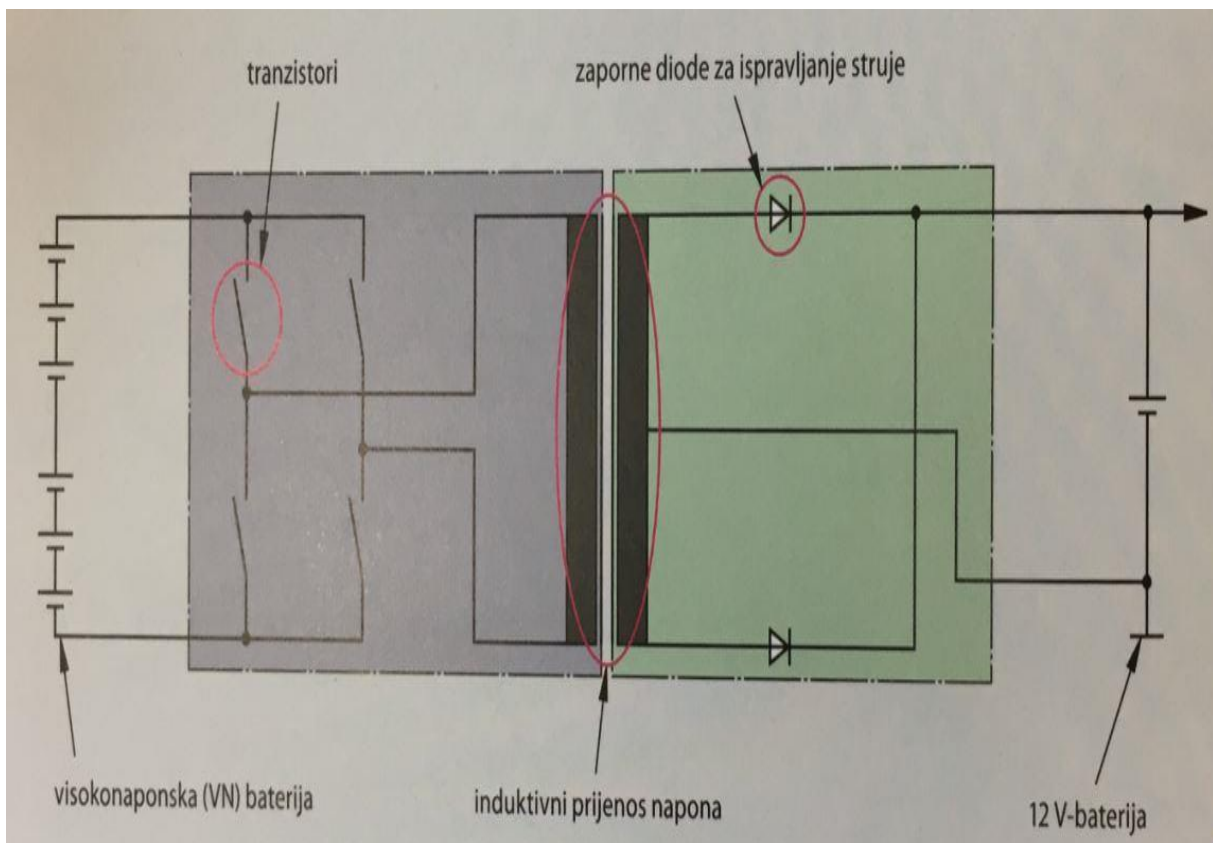 tranzistori
zaporne diode za ispravljanje struje
visokonaponska (VN) baterija
induktivni prijenos napona
12 V-baterija